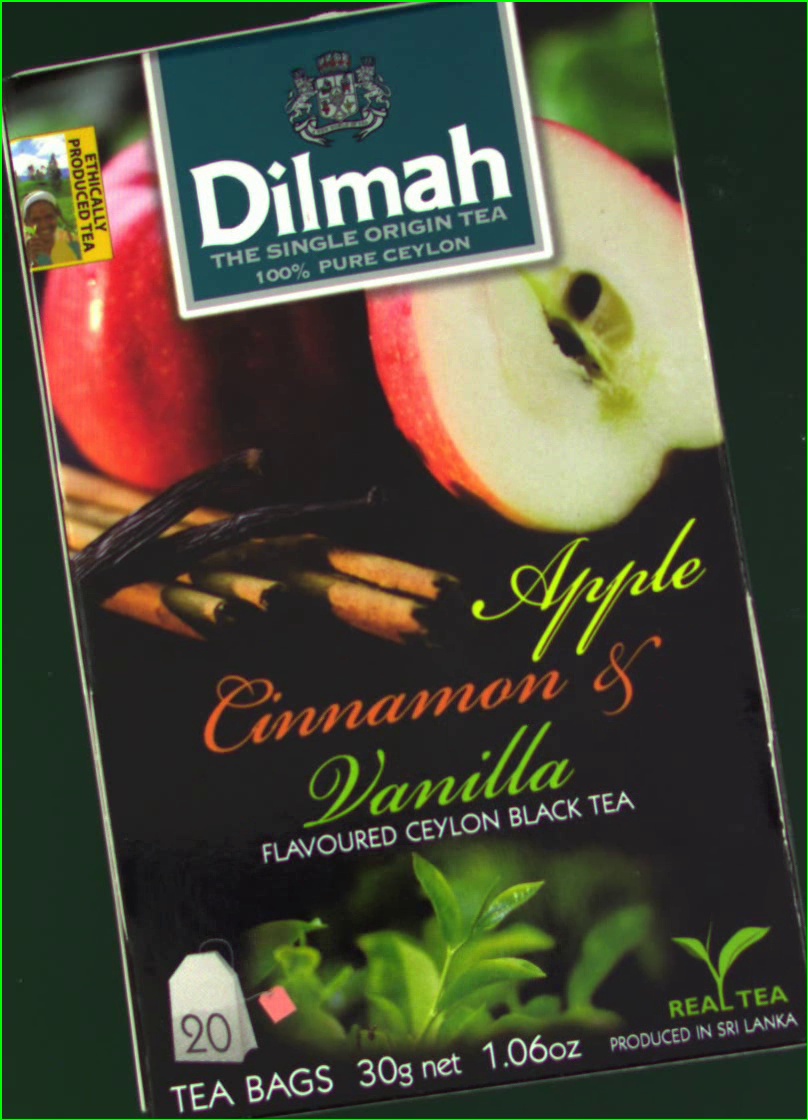 Dilmah
THE SINGLE ORIGIN TEA
100% PURE CEYLON
ETHICALLY
PRODUCED TEA
Apple
Cinnamon &
Vanilla
FLAVOURED CEYLON BLACK TEA
20
TEA BAGS 30g net 1.06oz
REAL TEA
PRODUCED IN SRI LANKA